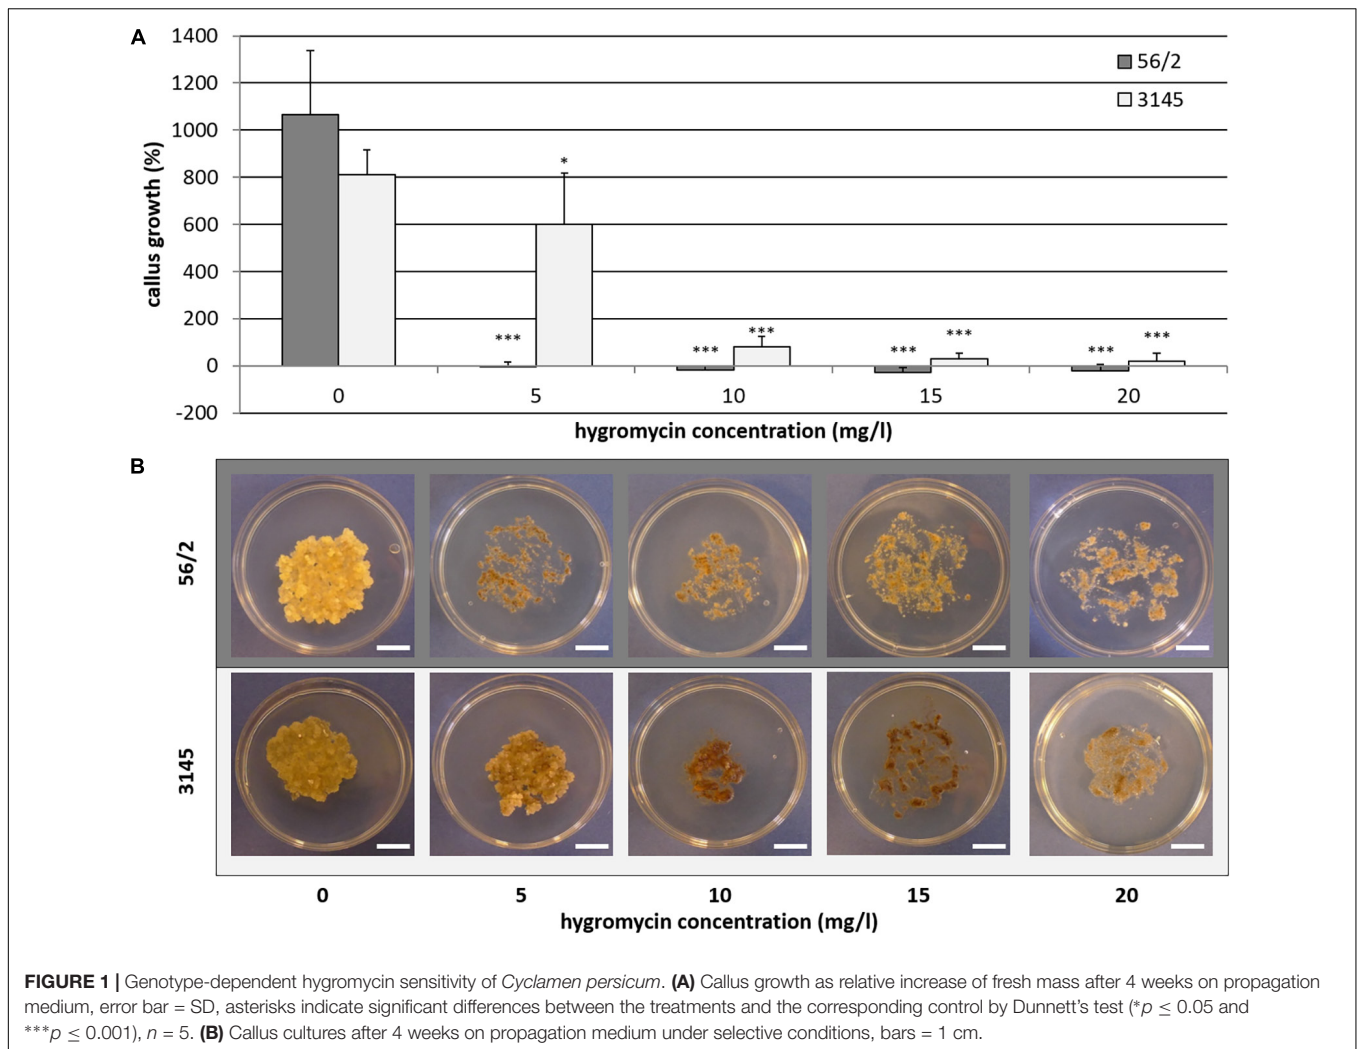 A
1400
1200
1000
800
600
400
200
0
-200
callus growth (%)
56/2
3145
*
***
***
***
***
***
***
***
0 5 10 15 20
hygromycin concentration (mg/l)
B
56/2
3145
0 5 10 15 20
hygromycin concentration (mg/l)
FIGURE 1 | Genotype-dependent hygromycin sensitivity of Cyclamen persicum. (A) Callus growth as relative increase of fresh mass after 4 weeks on propagation
medium, error bar = SD, asterisks indicate significant differences between the treatments and the corresponding control by Dunnett's test (*p ≤ 0.05 and
***p ≤ 0.001), n = 5. (B) Callus cultures after 4 weeks on propagation medium under selective conditions, bars = 1 cm.